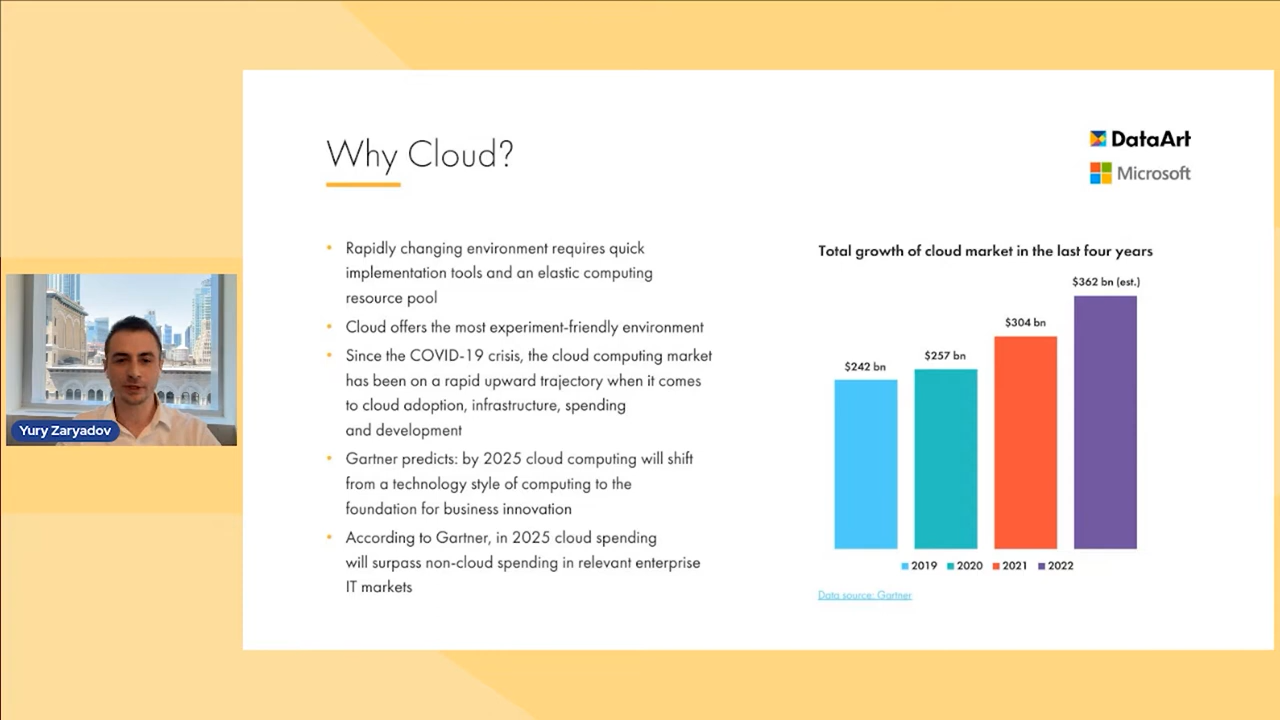 Why Cloud?
DataArt
Microsoft
• Rapidly changing environment requires quick
implementation tools and an elastic computing
resource pool
• Cloud offers the most experiment-friendly environment
• Since the COVID-19 crisis, the cloud computing market
has been on a rapid upward trajectory when it comes
to cloud adoption, infrastructure, spending
and development
• Gartner predicts: by 2025 cloud computing will shift
from a technology style of computing to the
foundation for business innovation
• According to Gartner, in 2025 cloud spending
will surpass non-cloud spending in relevant enterprise
IT markets
Total growth of cloud market in the last four years
$242 bn
$257 bn
$304 bn
$362 bn (est.)
2019 2020 2021 2022
Data source: Gartner
Yury Zaryadov